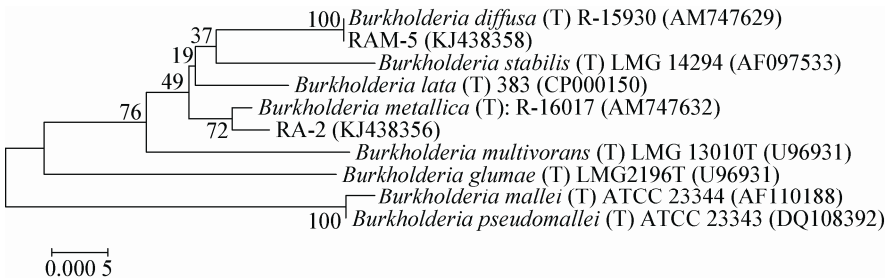 100 Burkholderia diffusa (T) R-15930 (AM747629)
RAM-5 (KJ438358)
37
Burkholderia stabilis (T) LMG 14294 (AF097533)
19
Burkholderia lata (T) 383 (CP000150)
49
Burkholderia metallica (T): R-16017 (AM747632)
76
72 RA-2 (KJ438356)
Burkholderia multivorans (T) LMG 13010T (U96931)
Burkholderia glumae (T) LMG2196T (U96931)
Burkholderia mallei (T) ATCC 23344 (AF110188)
100 Burkholderia pseudomallei (T) ATCC 23343 (DQ108392)
0.000 5